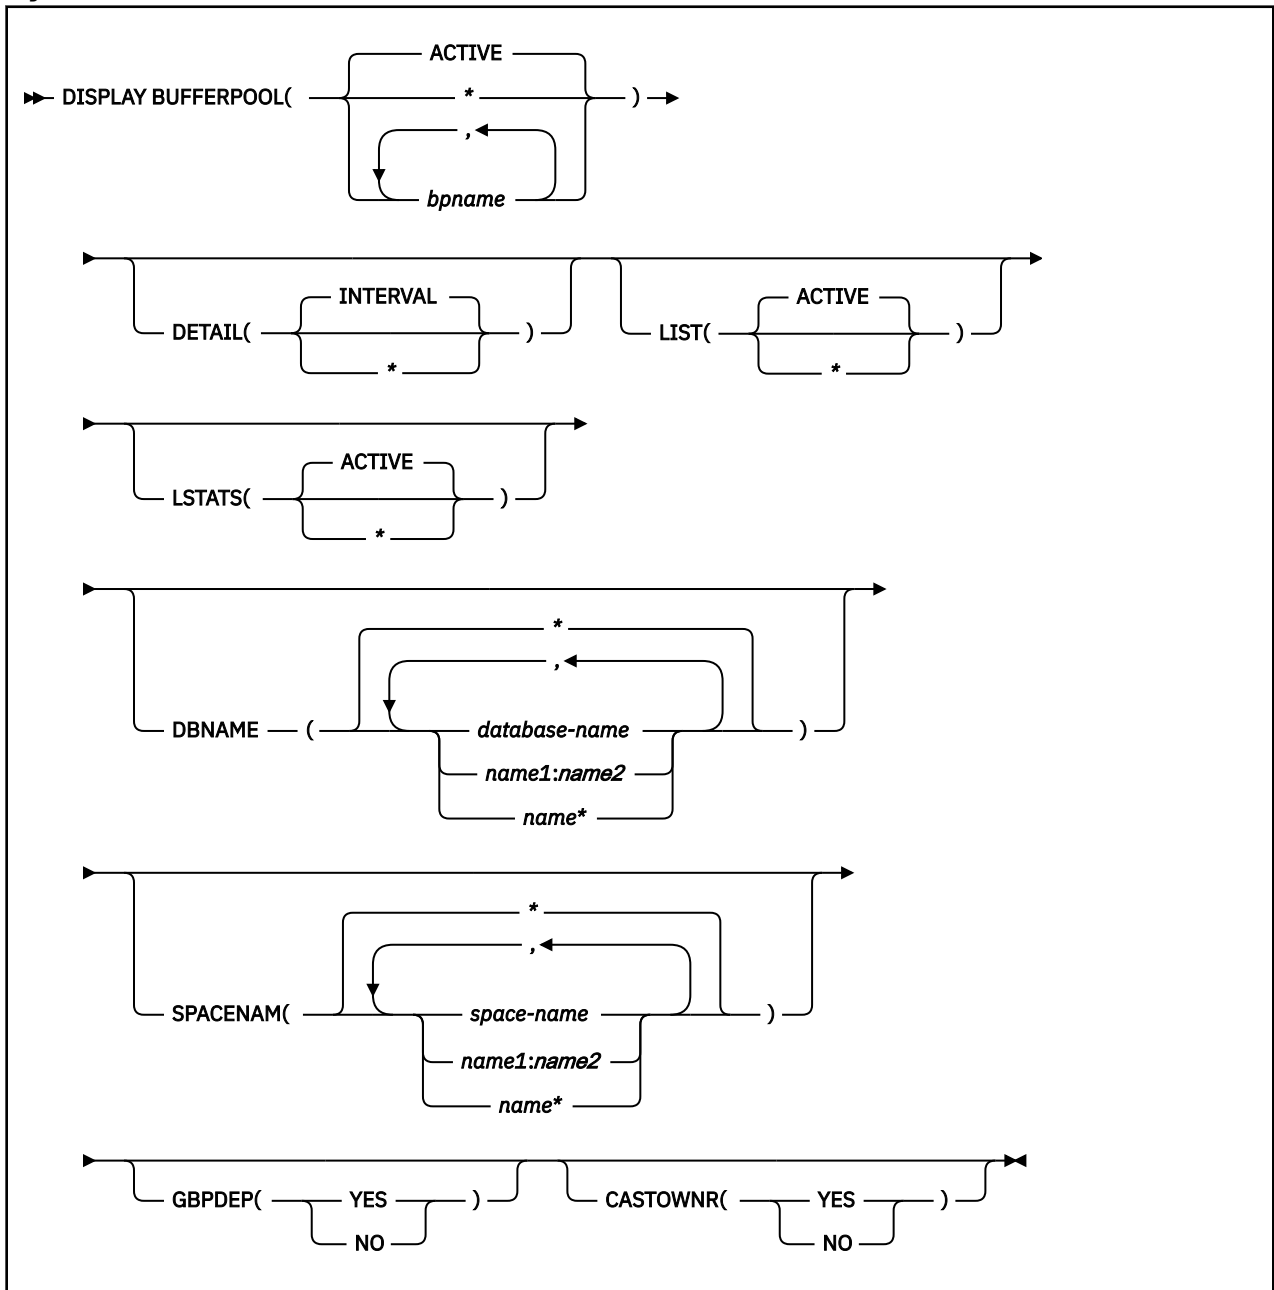 ACTIVE
DISPLAY BUFFERPOOL( * )
,
bpname
INTERVAL ACTIVE
DETAIL( ) LIST( )
* *
ACTIVE
LSTATS( )
*
*
,
DBNAME ( database-name )
name1:name2
name*
*
,
SPACENAM( space-name )
name1:name2
name*
GBPDEP( YES ) CASTOWNR( YES )
NO NO